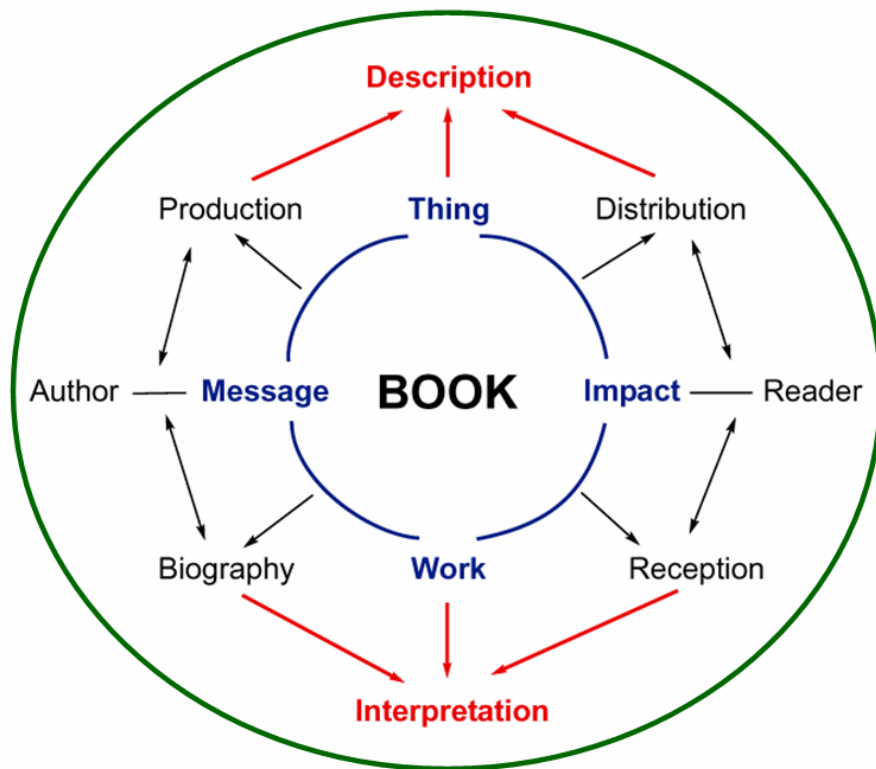 Description
Production
Thing
Distribution
Author
Message
BOOK
Impact
Reader
Biography
Work
Reception
Interpretation